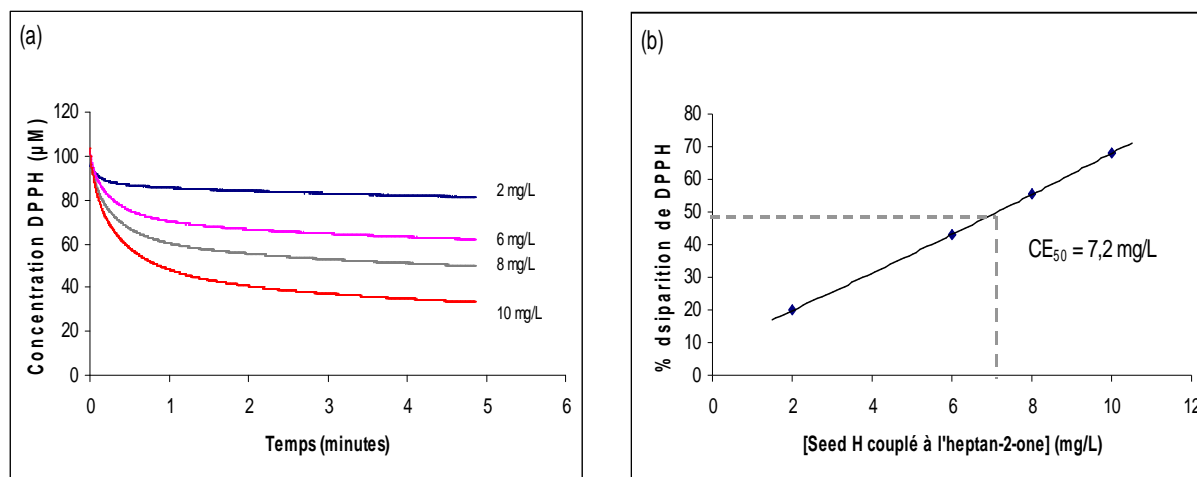 (a)
Concentration DPPH (µM)
120
100
80
60
40
20
0
2 mg/L
6 mg/L
8 mg/L
10 mg/L
0 1 2 3 4 5 6
Temps (minutes)
(b)
% dsiparition de DPPH
80
70
60
50
40
30
20
10
0
CE50 = 7,2 mg/L
0 2 4 6 8 10 12
[Seed H couplé à l'heptan-2-one] (mg/L)